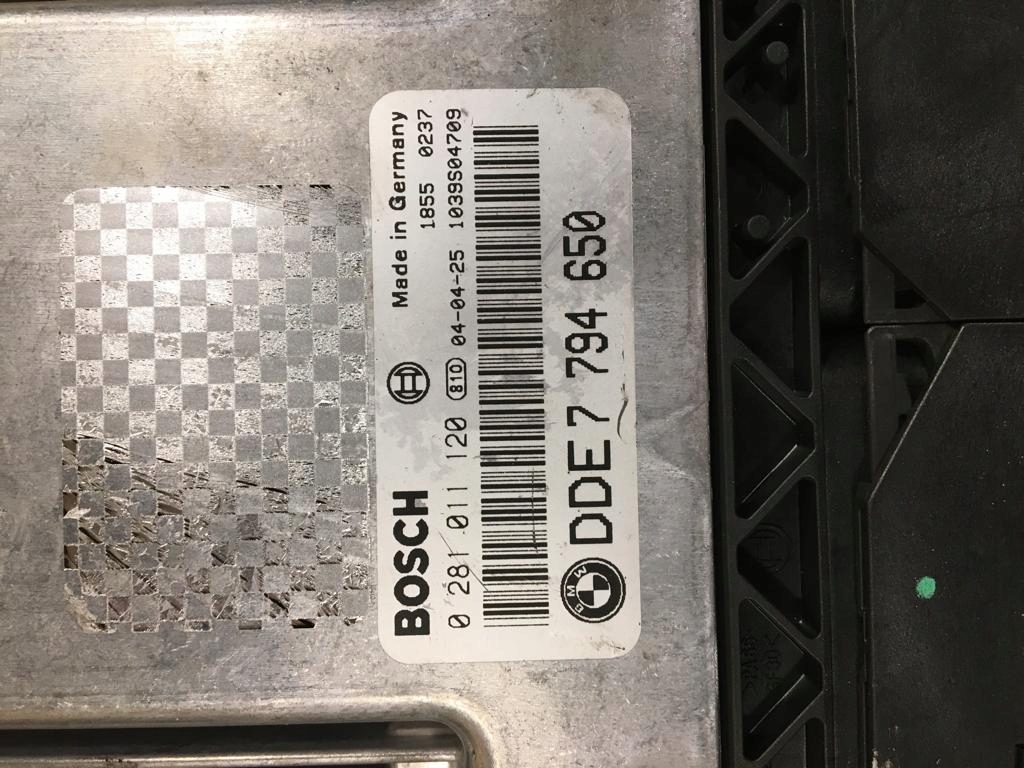 BOSCH
Made in Germany
1855 0237
0 281 011 120 810 04-04-25 1039S04709
BMW DDE 7 794 650